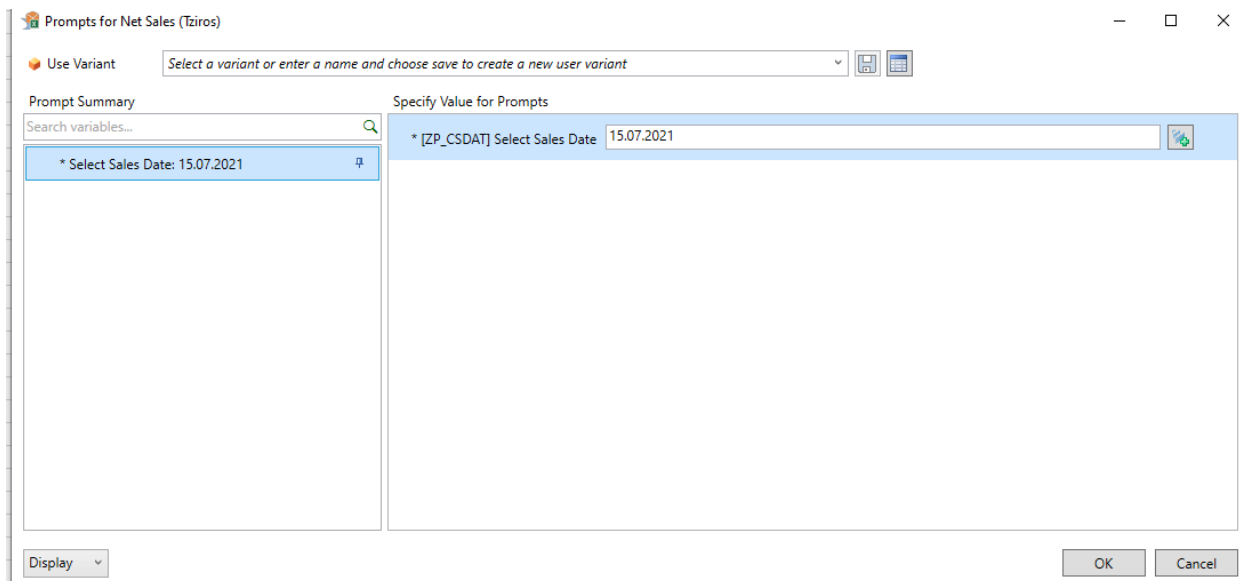 Prompts for Net Sales (Tziros)
Use Variant
Select a variant or enter a name and choose save to create a new user variant
Prompt Summary
Specify Value for Prompts
Search variables...
* [ZP_CSDAT] Select Sales Date 15.07.2021
* Select Sales Date: 15.07.2021
Display
OK
Cancel